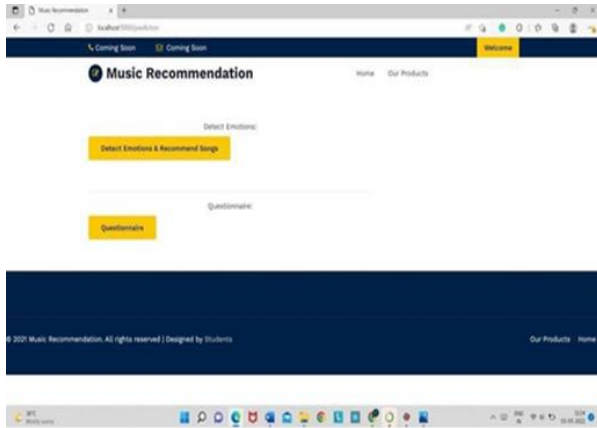 Music Recommendation
Coming Soon
Coming Soon
Welcome
Music Recommendation
Home
Our Products
Detect Emotions:
Detect Emotions & Recommend Songs
Questionnaire:
Questionnaire
© 2021 Music Recommendation. All rights reserved | Designed by Students
Our Products
Home